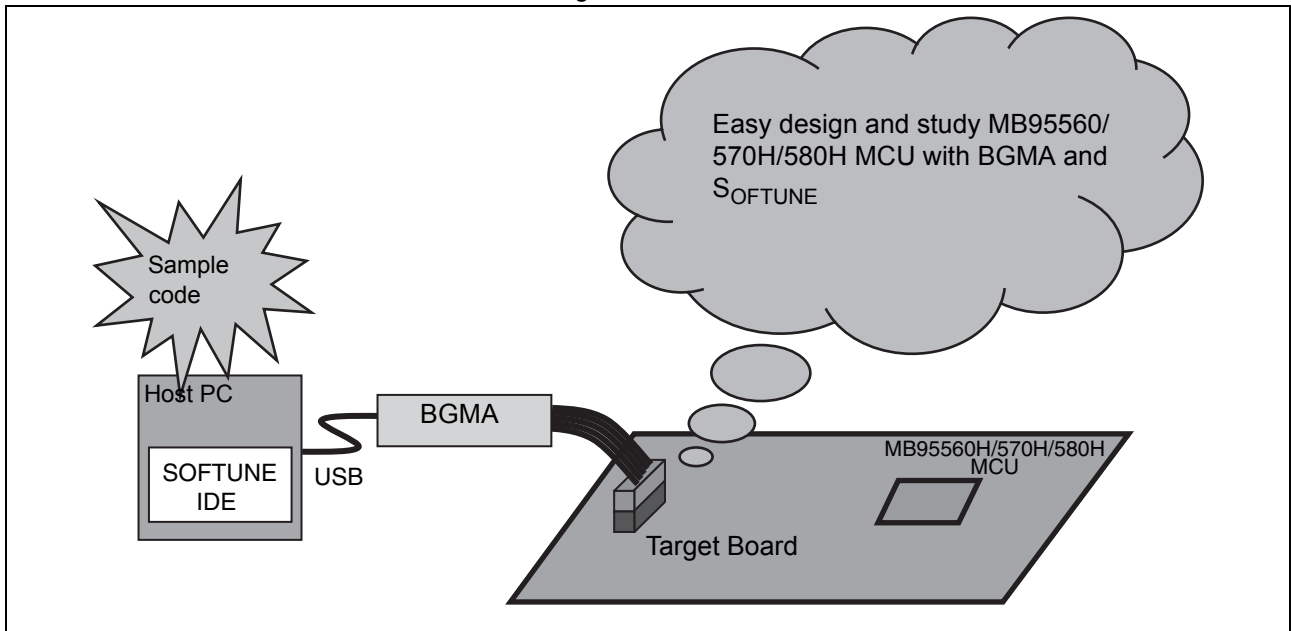 Easy design and study MB95560/
570H/580H MCU with BGMA and
SOFTUNE
Sample
code
Host PC
SOFTUNE
IDE
USB
BGMA
MB95560H/570H/580H
MCU
Target Board